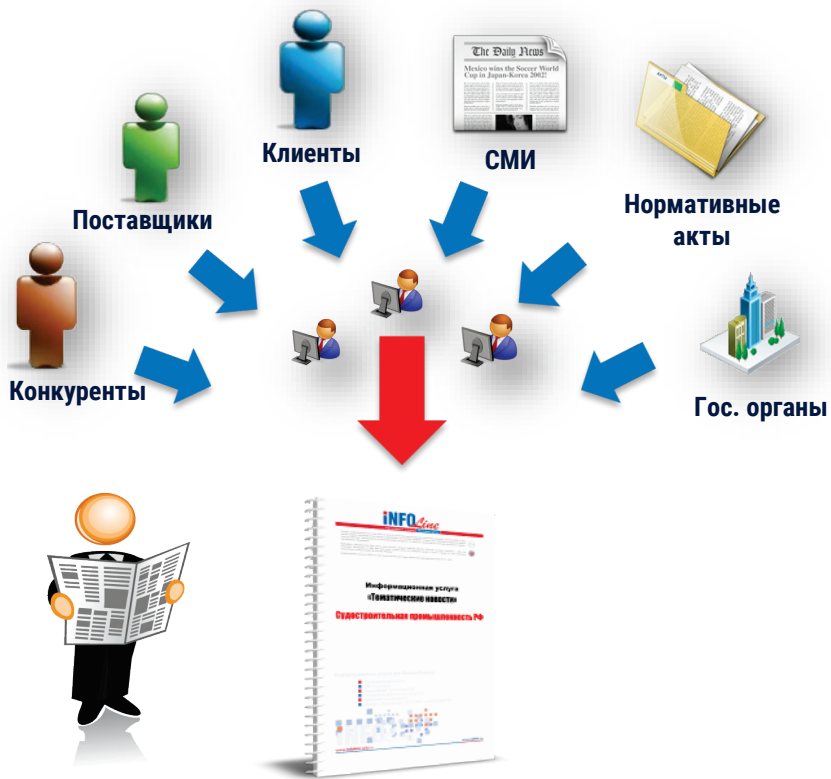 The Daily News
Mexico wins the Soccer World
Cup in Japan-Korea 2002!
АКТЫ
Клиенты
СМИ
Поставщики
Нормативные
акты
Конкуренты
Гос. органы
iNFOLine
Информационная услуга
«Тематические новости»
Судостроительная промышленность РФ